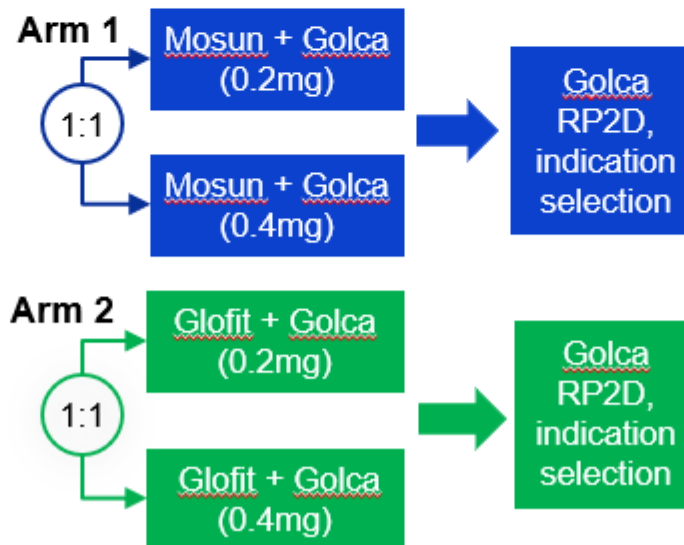 Arm 1
1:1
Mosun + Golca
(0.2mg)
Mosun + Golca
(0.4mg)
Golca
RP2D,
indication
selection
Arm 2
1:1
Glofit + Golca
(0.2mg)
Glofit + Golca
(0.4mg)
Golca
RP2D,
indication
selection